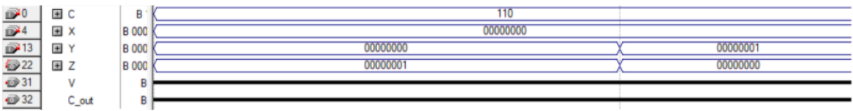 0 C B 110
4 X B 000 00000000
13 Y B 000 00000000 00000001
22 Z B 000 00000001 00000000
31 V B
32 C_out B